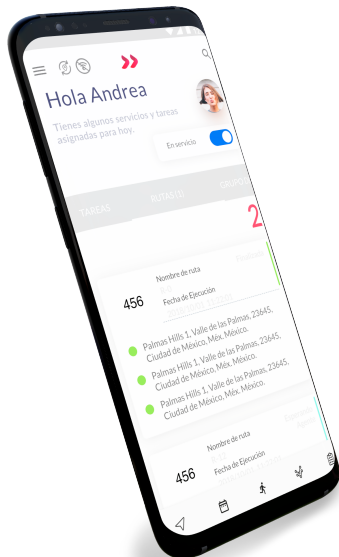 Hola Andrea
Tienes algunos servicios y tareas
asignadas para hoy.
En servicio
TAREAS
RUTAS (2)
GRUPOS
2
456
Nombre de ruta
Fecha de Ejecución
Palmas Hills 1, Valle de las Palmas, 23645,
Ciudad de México, Méx. México.
Palmas Hills 1, Valle de las Palmas, 23645,
Ciudad de México, Méx, México.
Palmas Hills 1, Valle de las Palmas, 23645,
Ciudad de México, Méx, México.
456
Nombre de ruta
Fecha de Ejecución